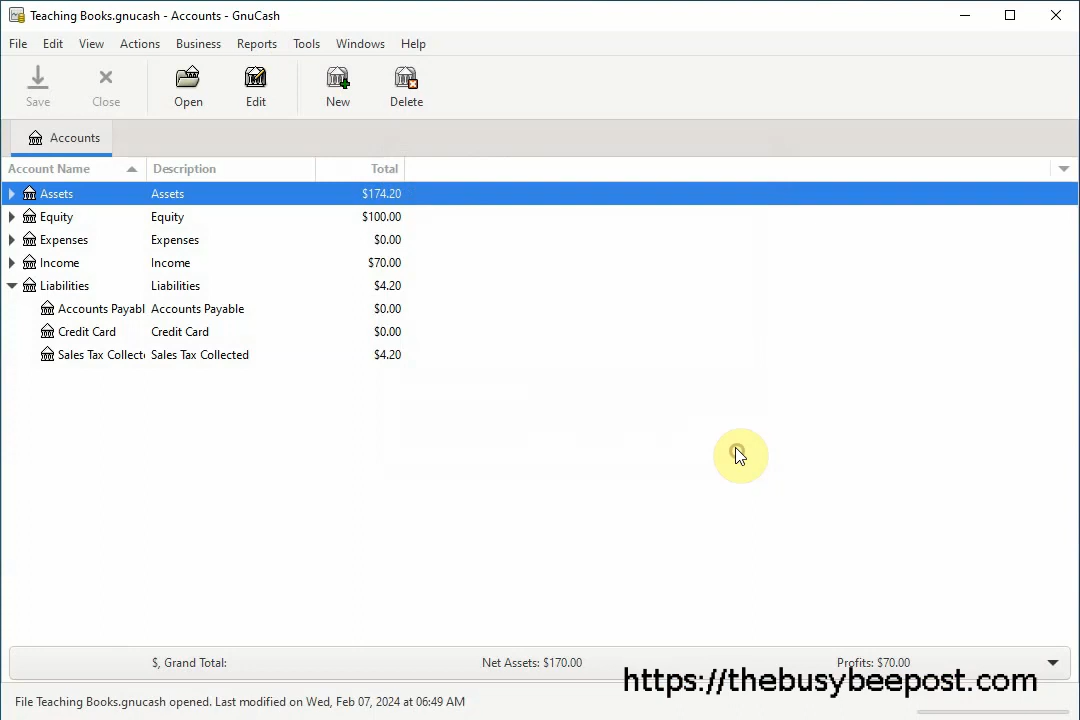 Teaching Books.gnucash - Accounts - GnuCash
File Edit View Actions Business Reports Tools Windows Help
Save Close Open Edit New Delete
Accounts
Account Name Description Total
Assets Assets $174.20
Equity Equity $100.00
Expenses Expenses $0.00
Income Income $70.00
Liabilities Liabilities $4.20
Accounts Payabl Accounts Payable $0.00
Credit Card Credit Card $0.00
Sales Tax Collect Sales Tax Collected $4.20
$, Grand Total: Net Assets: $170.00 Profits: $70.00
https://thebusybeepost.com
File Teaching Books.gnucash opened. Last modified on Wed, Feb 07, 2024 at 06:49 AM